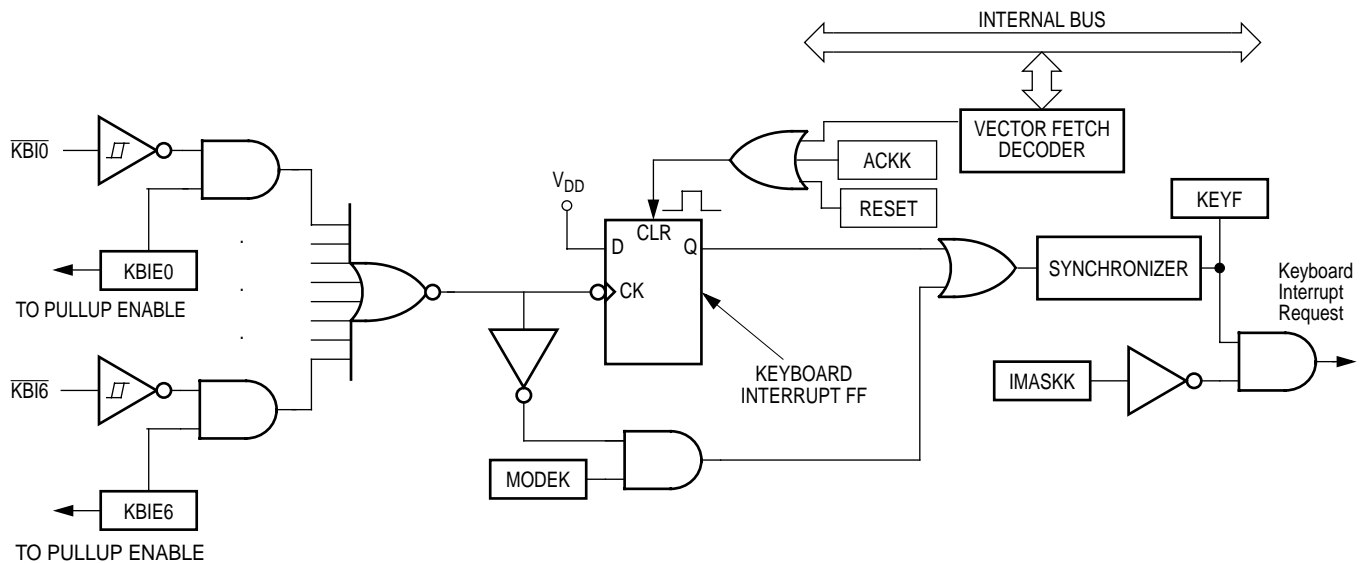 INTERNAL BUS
VECTOR FETCH
DECODER
KBI0
ACKK
VDD
RESET
KEYF
CLR
D
Q
KBIE0
SYNCHRONIZER
CK
Keyboard
Interrupt
Request
TO PULLUP ENABLE
KEYBOARD
INTERRUPT FF
KBI6
IMASKK
MODEK
KBIE6
TO PULLUP ENABLE